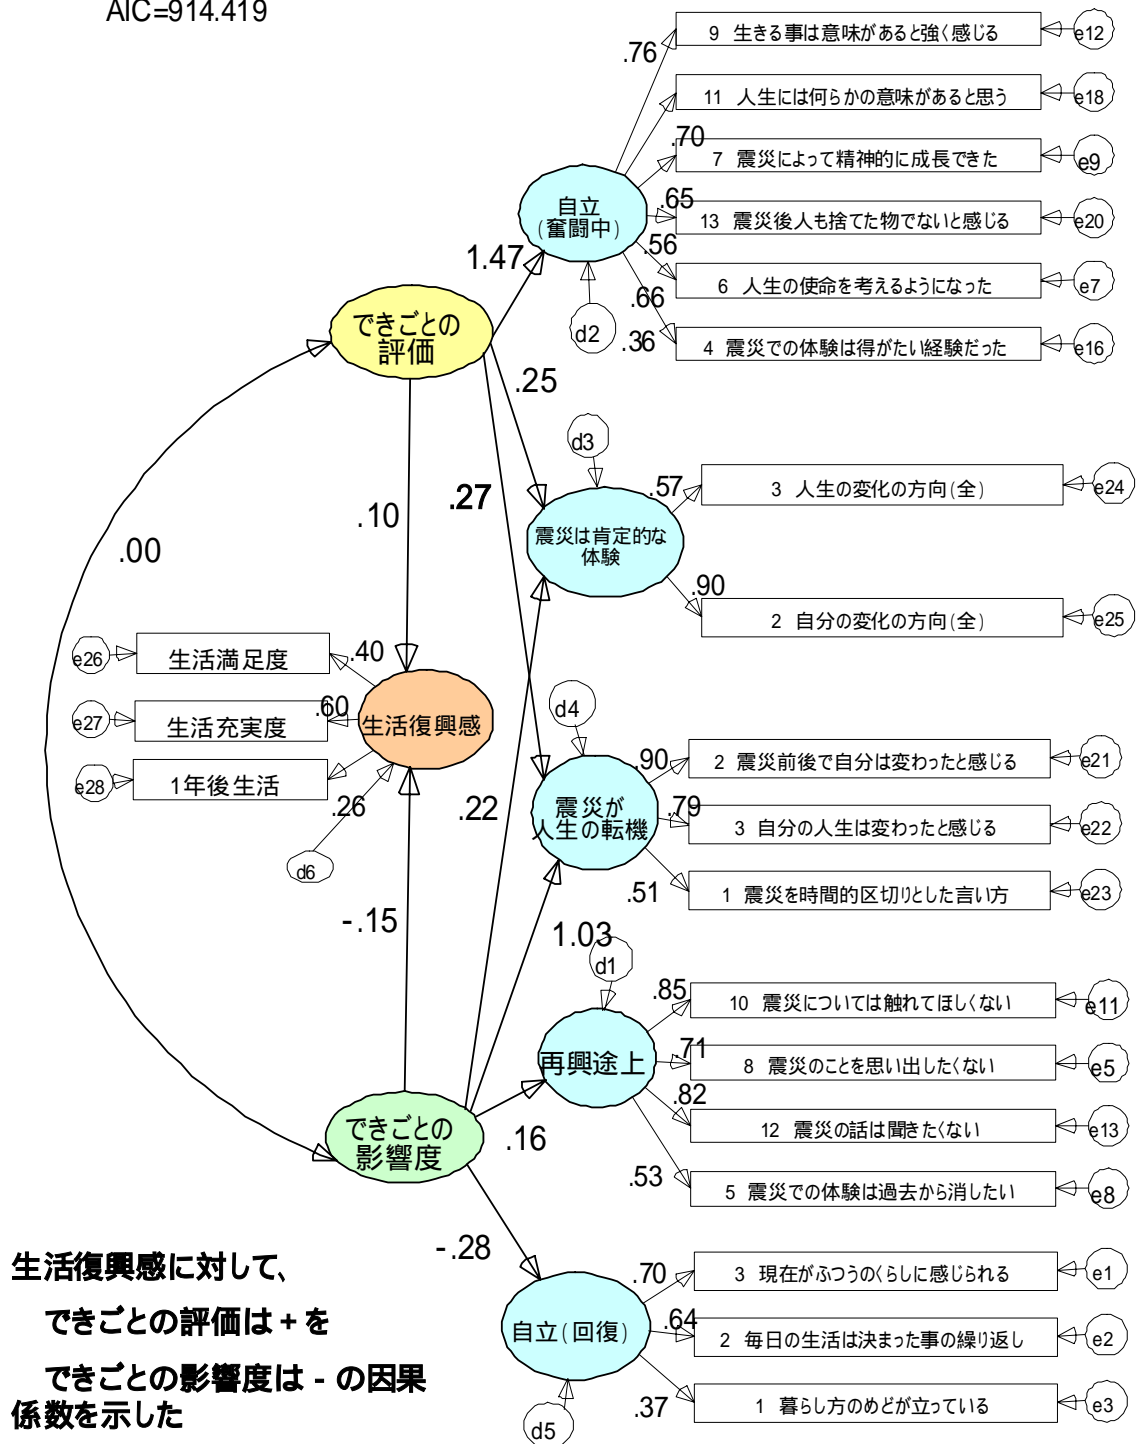 AIC=914.419
9 生きる事は意味があると強く感じる
e12
.76
11 人生には何らかの意味があると思う
e18
.70
7 震災によって精神的に成長できた
e9
自立
(奮闘中)
.65
13 震災後人も捨てた物でないと感じる
e20
.56
6 人生の使命を考えるようになった
e7
.66
.36
4 震災での体験は得がたい経験だった
e16
1.47
d2
できごとの
評価
.25
d3
.57
3 人生の変化の方向(全)
e24
.27
.10
.00
震災は肯定的な
体験
.90
2 自分の変化の方向(全)
e25
e26
生活満足度
.40
e27
生活充実度
.60
生活復興感
e28
1年後生活
.26
d6
d4
.90
2 震災前後で自分は変わったと感じる
e21
.22
震災が
人生の転機
.79
3 自分の人生は変わったと感じる
e22
.51
1 震災を時間的区切りとした言い方
e23
-.15
1.03
d1
.85
10 震災については触れてほしくない
e11
再興途上
.71
8 震災のことを思い出したくない
e5
.82
12 震災の話は聞きたくない
e13
.53
5 震災での体験は過去から消したい
e8
できごとの
影響度
.16
-.28
.70
3 現在がふつうのくらしに感じられる
e1
自立(回復)
.64
2 毎日の生活は決まった事の繰り返し
e2
.37
1 暮らし方のめどが立っている
e3
d5
生活復興感に対して、
できごとの評価は + を
できごとの影響度は - の因果
係数を示した